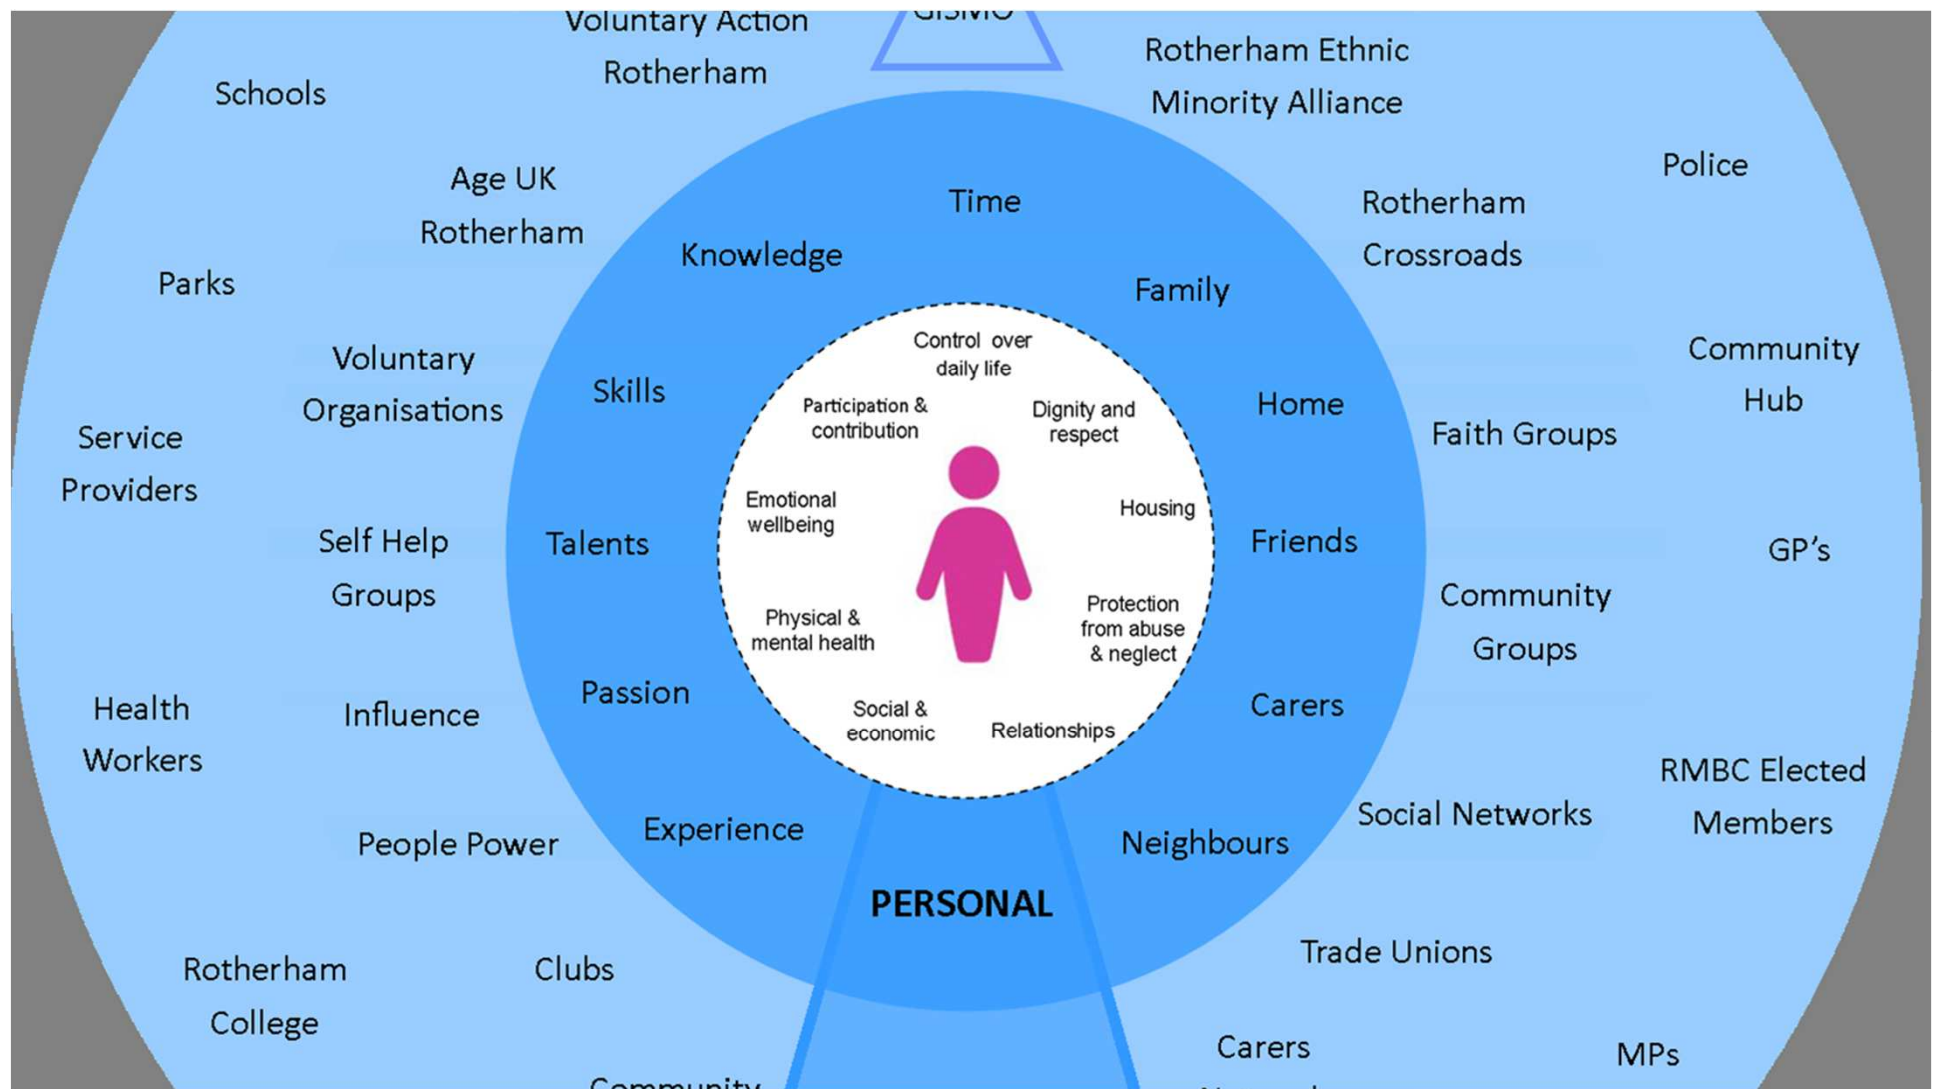 Voluntary Action
Rotherham
GISMO
Rotherham Ethnic
Minority Alliance
Schools
Police
Age UK
Rotherham
Time
Rotherham
Crossroads
Knowledge
Family
Parks
Control over
daily life
Voluntary
Organisations
Community
Hub
Skills
Participation &
contribution
Dignity and
respect
Home
Service
Providers
Faith Groups
Emotional
wellbeing
Housing
Self Help
Groups
Talents
Friends
GP’s
Community
Groups
Physical &
mental health
Protection
from abuse
& neglect
Health
Workers
Influence
Passion
Social &
economic
Relationships
Carers
RMBC Elected
Members
People Power
Experience
Neighbours
Social Networks
PERSONAL
Rotherham
College
Clubs
Trade Unions
Carers
MPs
Community